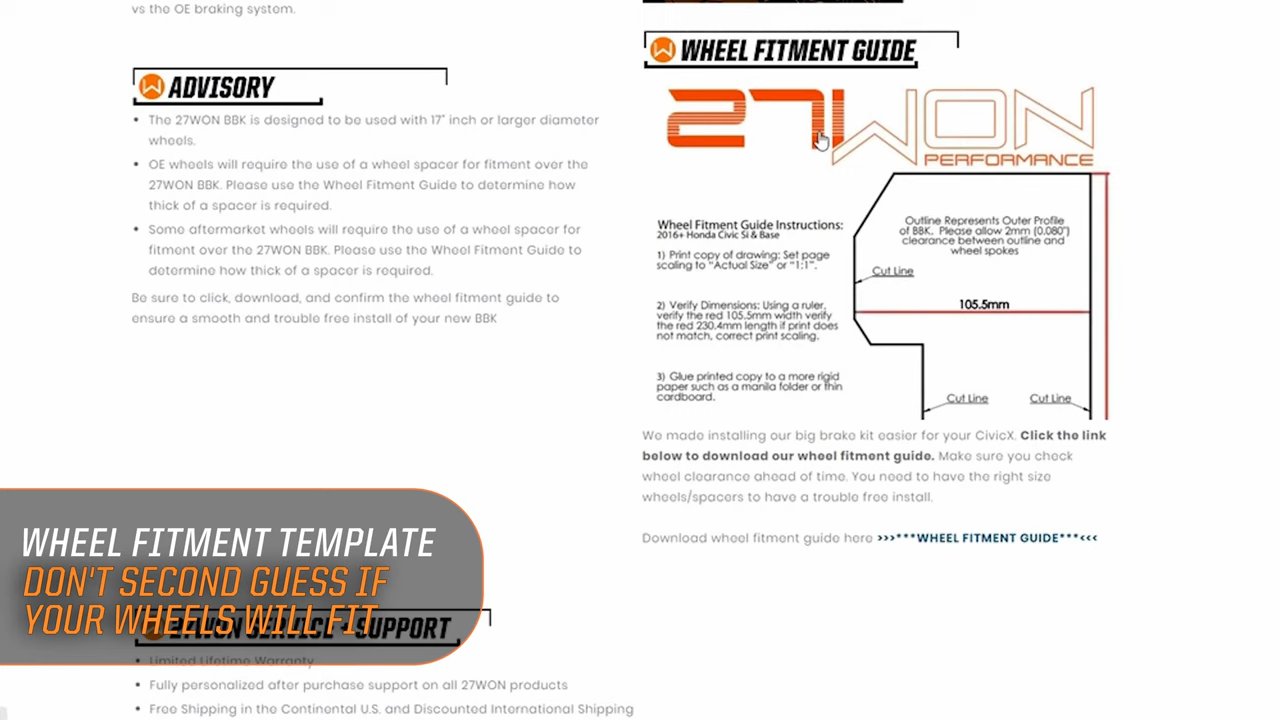 vs the OE braking system.
ADVISORY
• The 27WON BBK is designed to be used with 17" inch or larger diameter
wheels.
• OE wheels will require the use of a wheel spacer for fitment over the
27WON BBK. Please use the Wheel Fitment Guide to determine how
thick of a spacer is required.
• Some aftermarket wheels will require the use of a wheel spacer for
fitment over the 27WON BBK. Please use the Wheel Fitment Guide to
determine how thick of a spacer is required.
Be sure to click, download, and confirm the wheel fitment guide to
ensure a smooth and trouble free install of your new BBK
WHEEL FITMENT TEMPLATE
DON'T SECOND GUESS IF
YOUR WHEELS WILL FIT
27WON SERVICE + SUPPORT
• Limited Lifetime Warranty
• Fully personalized after purchase support on all 27WON products
• Free Shipping in the Continental U.S. and Discounted International Shipping
WHEEL FITMENT GUIDE
27WON
PERFORMANCE
Wheel Fitment Guide Instructions:
2016+ Honda Civic Si & Base
1) Print copy of drawing: Set page
scaling to "Actual Size" or "1:1".
2) Verify Dimensions: Using a ruler,
verify the red 105.5mm width verify
the red 230.4mm length if print does
not match, correct print scaling.
3) Glue printed copy to a more rigid
paper such as a manila folder or thin
cardboard.
Outline Represents Outer Profile
of BBK. Please allow 2mm (0.080")
clearance between outline and
wheel spokes
Cut Line
105.5mm
Cut Line
Cut Line
We made installing our big brake kit easier for your CivicX. Click the link
below to download our wheel fitment guide. Make sure you check
wheel clearance ahead of time. You need to have the right size
wheels/spacers to have a trouble free install.
Download wheel fitment guide here >>>***WHEEL FITMENT GUIDE***<<<